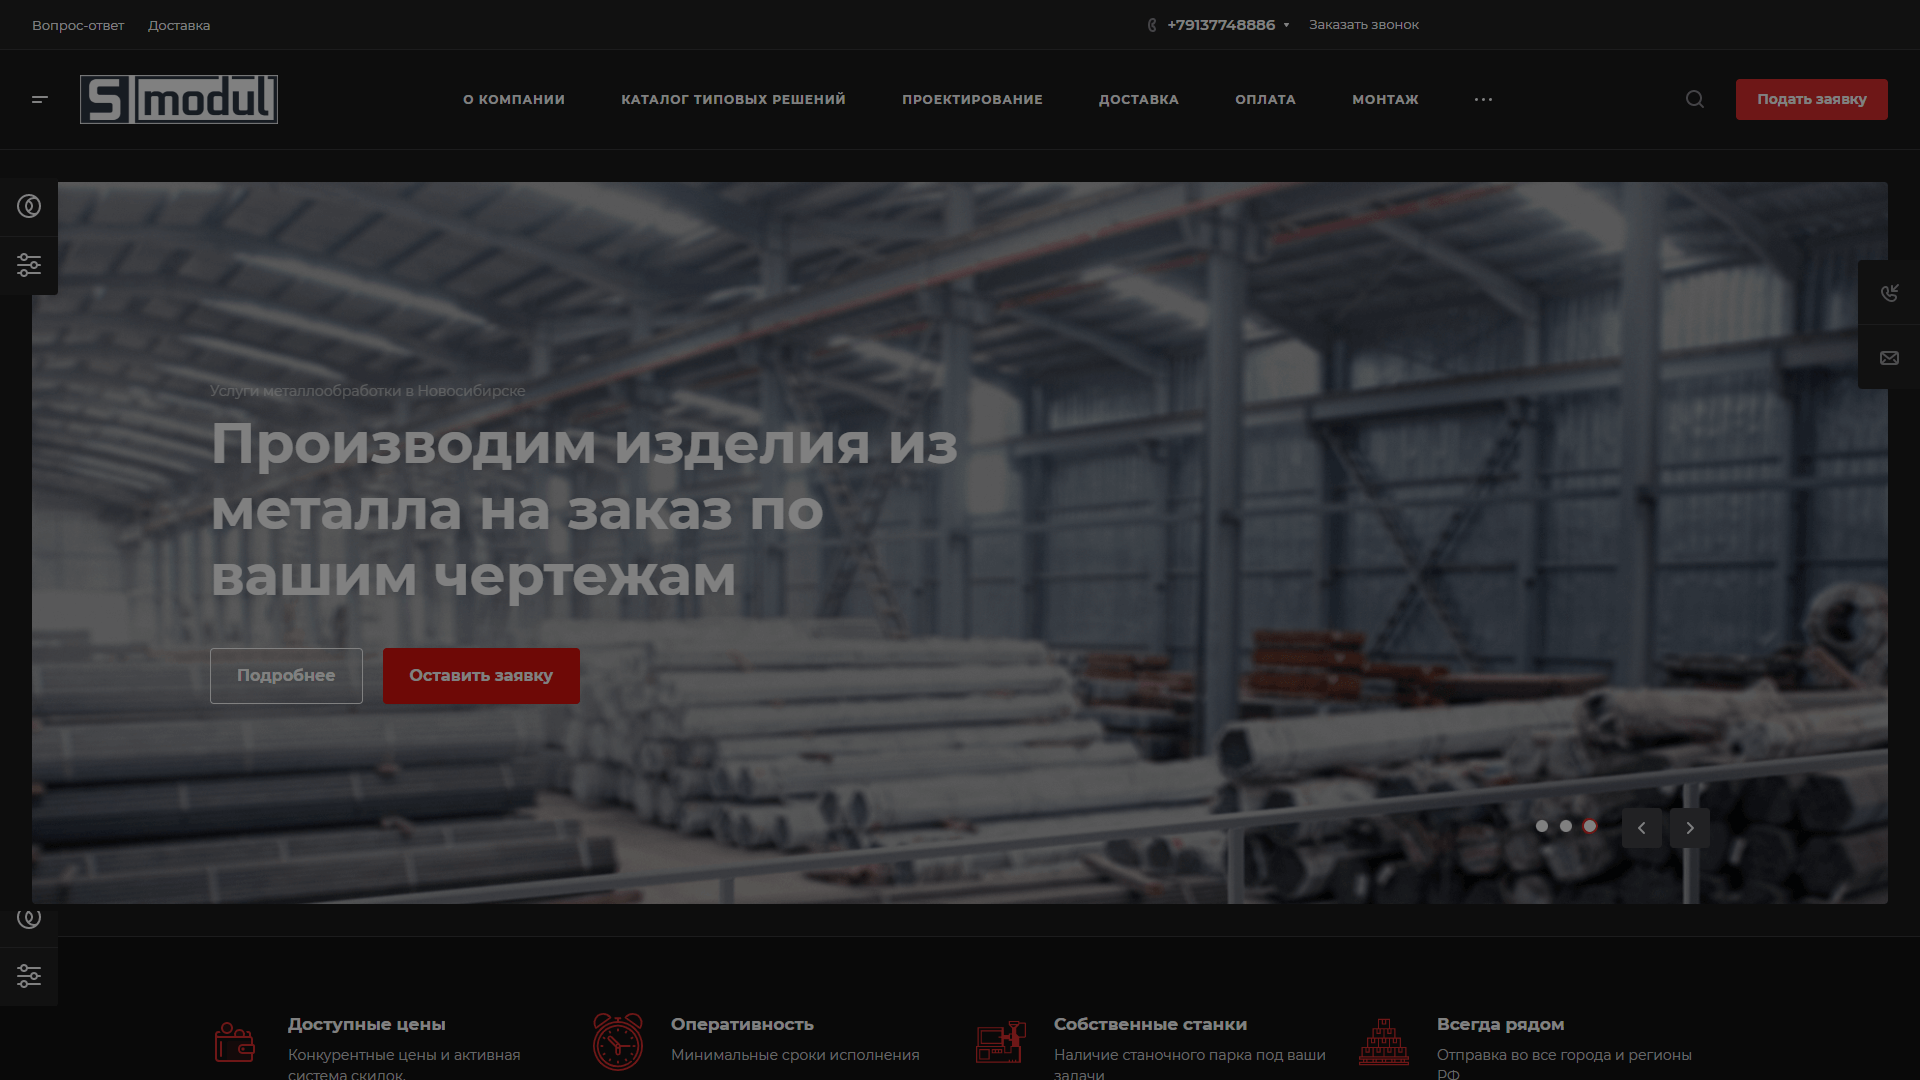 Вопрос-ответ
Доставка
+79137748886
Заказать звонок
S modul
О КОМПАНИИ
КАТАЛОГ ТИПОВЫХ РЕШЕНИЙ
ПРОЕКТИРОВАНИЕ
ДОСТАВКА
ОПЛАТА
МОНТАЖ
Подать заявку
Услуги металлообработки в Новосибирске
Производим изделия из
металла на заказ по
вашим чертежам
Подробнее
Оставить заявку
Доступные цены
Конкурентные цены и активная
система скидок.
Оперативность
Минимальные сроки исполнения
Собственные станки
Наличие станочного парка под ваши
задачи
Всегда рядом
Отправка во все города и регионы
РФ